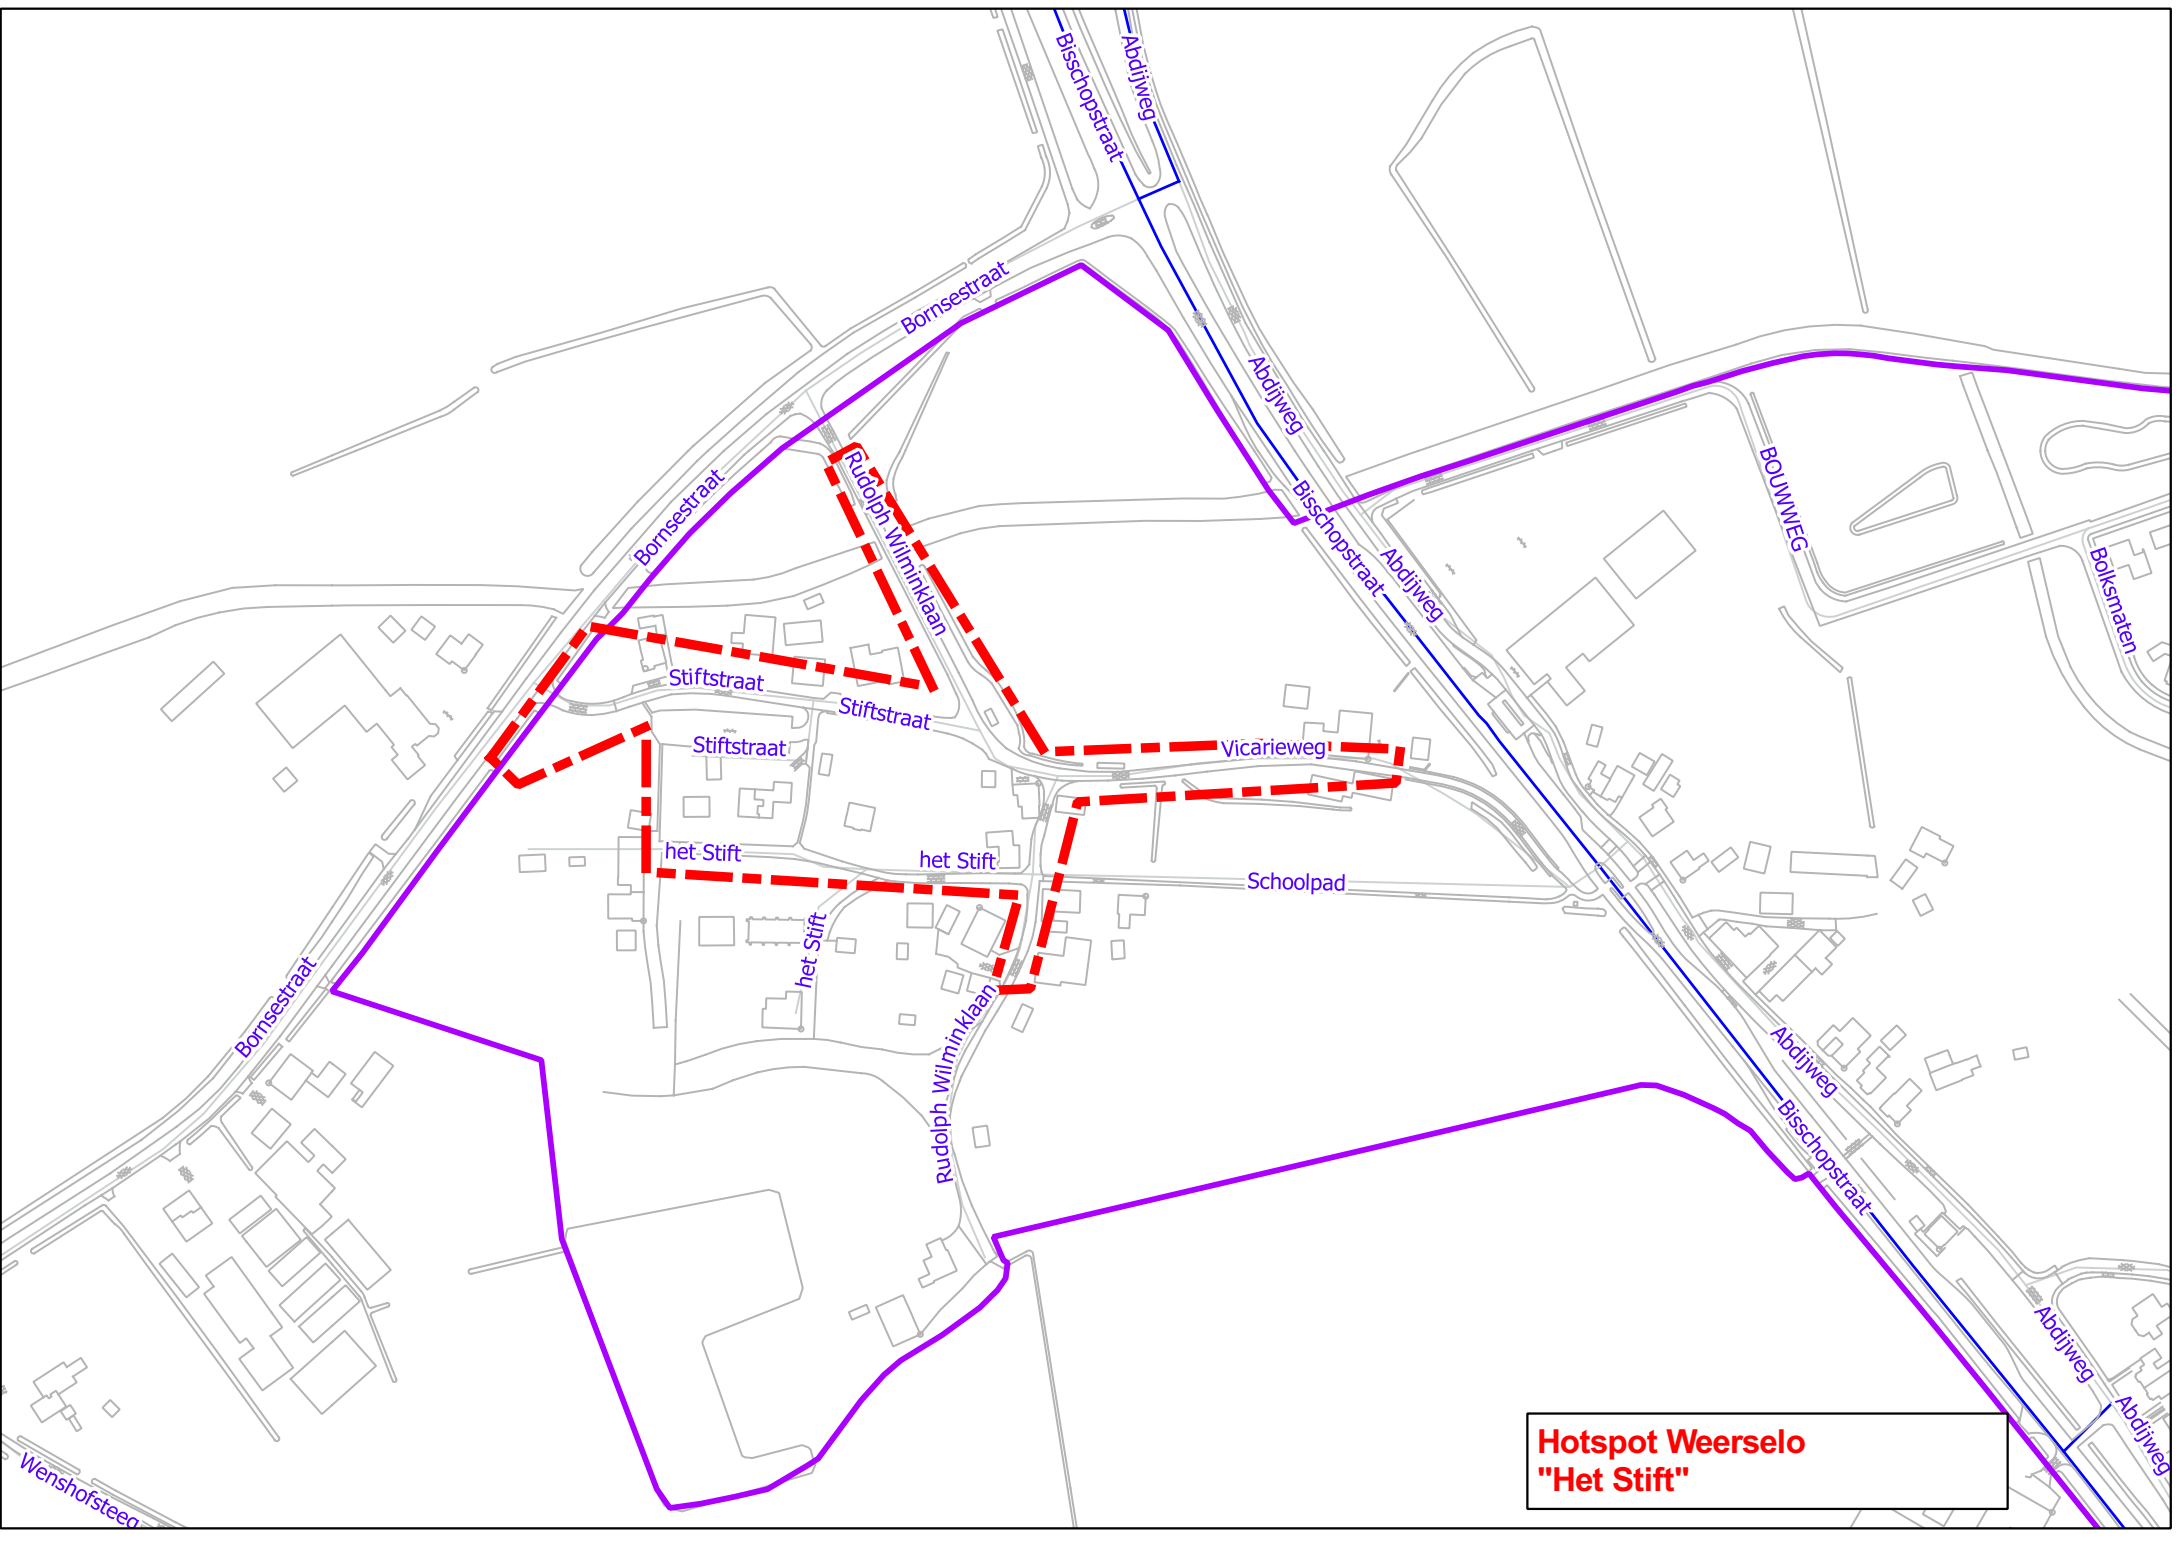 Bisschopstraat
Abdijweg
Bornsestraat
Abdijweg
Rudolph Wilminklaan
Bornsestraat
Bisschopstraat
Abdijweg
BOUWWEG
Bolksmaten
Stiftstraat
Stiftstraat
Stiftstraat
Vicarieweg
het Stift
het Stift
Schoolpad
het Stift
Bornsestraat
Rudolph Wilminklaan
Abdijweg
Bisschopstraat
Abdijweg
Abdijweg
Wenshofsteeg
Hotspot Weerselo
"Het Stift"